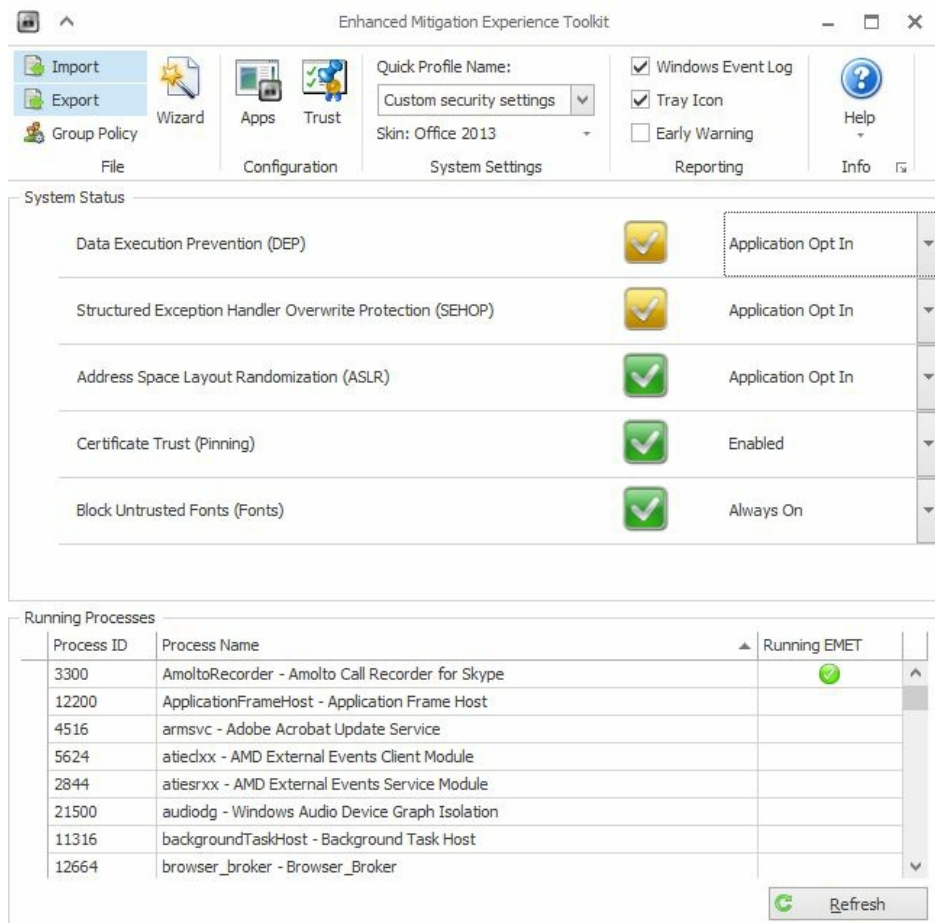 Enhanced Mitigation Experience Toolkit
Import
Export
Group Policy
Wizard
File
Apps
Trust
Configuration
Quick Profile Name:
Custom security settings
Skin: Office 2013
System Settings
Windows Event Log
Tray Icon
Early Warning
Reporting
Help
Info
System Status
Data Execution Prevention (DEP) Application Opt In
Structured Exception Handler Overwrite Protection (SEHOP) Application Opt In
Address Space Layout Randomization (ASLR) Application Opt In
Certificate Trust (Pinning) Enabled
Block Untrusted Fonts (Fonts) Always On
Running Processes
Process ID Process Name Running EMET
3300 AmoltoRecorder - Amolto Call Recorder for Skype
12200 ApplicationFrameHost - Application Frame Host
4516 armsvc - Adobe Acrobat Update Service
5624 atieclxx - AMD External Events Client Module
2844 atiesrxx - AMD External Events Service Module
21500 audiodg - Windows Audio Device Graph Isolation
11316 backgroundTaskHost - Background Task Host
12664 browser_broker - Browser_Broker
Refresh